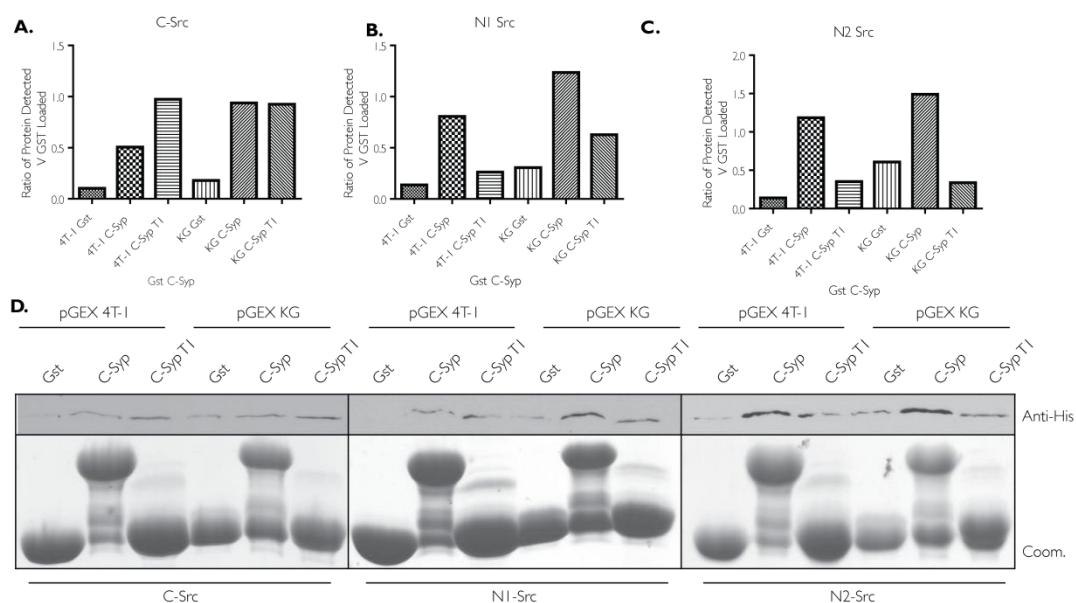 A.
C-Src
Ratio of Protein Detected
V GST Loaded
1.5
1.0
0.5
0.0
4T-1 Gst
4T-1 C-Syp
4T-1 C-Syp T1
KG Gst
KG C-Syp
KG C-Syp T1
Gst C-Syp
B.
N1 Src
Ratio of Protein Detected
V GST Loaded
1.5
1.0
0.5
0.0
4T-1 Gst
4T-1 C-Syp
4T-1 C-Syp T1
KG Gst
KG C-Syp
KG C-Syp T1
Gst C-Syp
C.
N2 Src
Ratio of Protein Detected
V GST Loaded
2.0
1.5
1.0
0.5
0.0
4T-1 Gst
4T-1 C-Syp
4T-1 C-Syp T1
KG Gst
KG C-Syp
KG C-Syp T1
Gst C-Syp
D.
pGEX 4T-1 pGEX KG pGEX 4T-1 pGEX KG pGEX 4T-1 pGEX KG
Gst C-Syp C-Syp T1 Gst C-Syp C-Syp T1 Gst C-Syp C-Syp T1 Gst C-Syp C-Syp T1 Gst C-Syp C-Syp T1 Gst C-Syp C-Syp T1
Anti-His
Coom.
C-Src N1-Src N2-Src